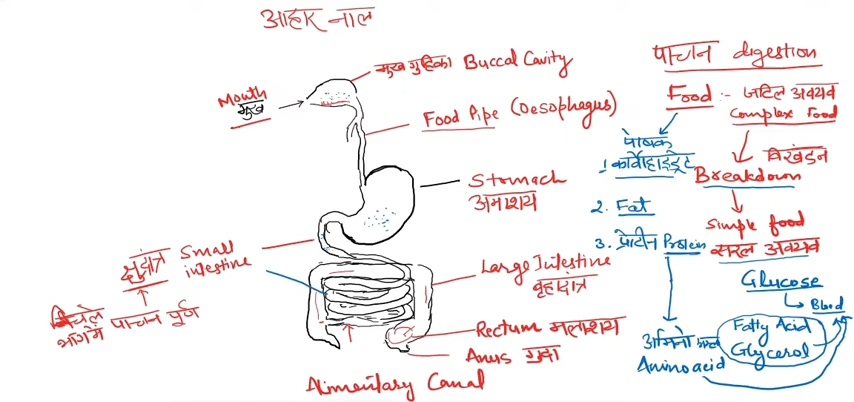 आहार नाल
मुख गुहिका Buccal Cavity
Mouth
मुख
Food Pipe (Oesophagus)
Stomach
अमाशय
क्षुद्रांत्र Small
intestine
निचले
भाग में पाचन पूर्ण
Large Intestine
वृहदांत्र
Rectum मलाशय
Anus गुदा
Alimentary Canal
पाचन digestion
Food :- जटिल अवयव
Complex Food
विखंडन
Breakdown
Simple food
सरल अवयव
Glucose
Blood
Fatty Acid
Glycerol
पोषक
1. कार्बोहाइड्रेट
2. Fat
3. प्रोटीन Protein
अमिनो अम्ल
Amino acid